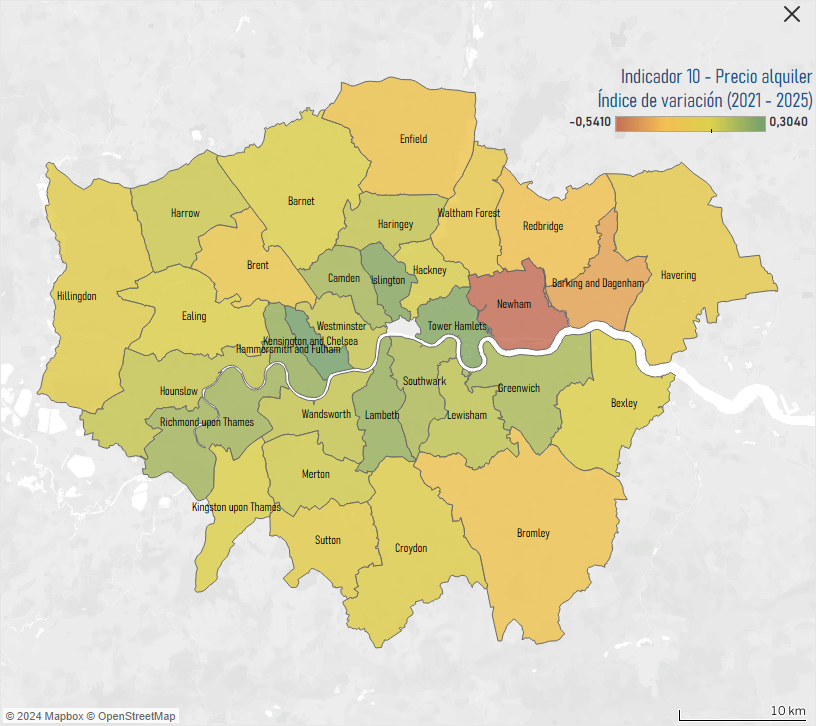 Indicador 10 - Precio alquiler
Índice de variación (2021 - 2025)
-0,5410 0,3040
Enfield
Barnet
Harrow
Haringey
Waltham Forest
Redbridge
Brent
Hackney
Camden
Islington
Havering
Barking and Dagenham
Hillingdon
Newham
Ealing
Westminster
Tower Hamlets
Kensington and Chelsea
Hammersmith and Fulham
Hounslow
Southwark
Greenwich
Bexley
Richmond upon Thames
Wandsworth
Lambeth
Lewisham
Merton
Kingston upon Thames
Sutton
Croydon
Bromley
© 2024 Mapbox © OpenStreetMap
10 km